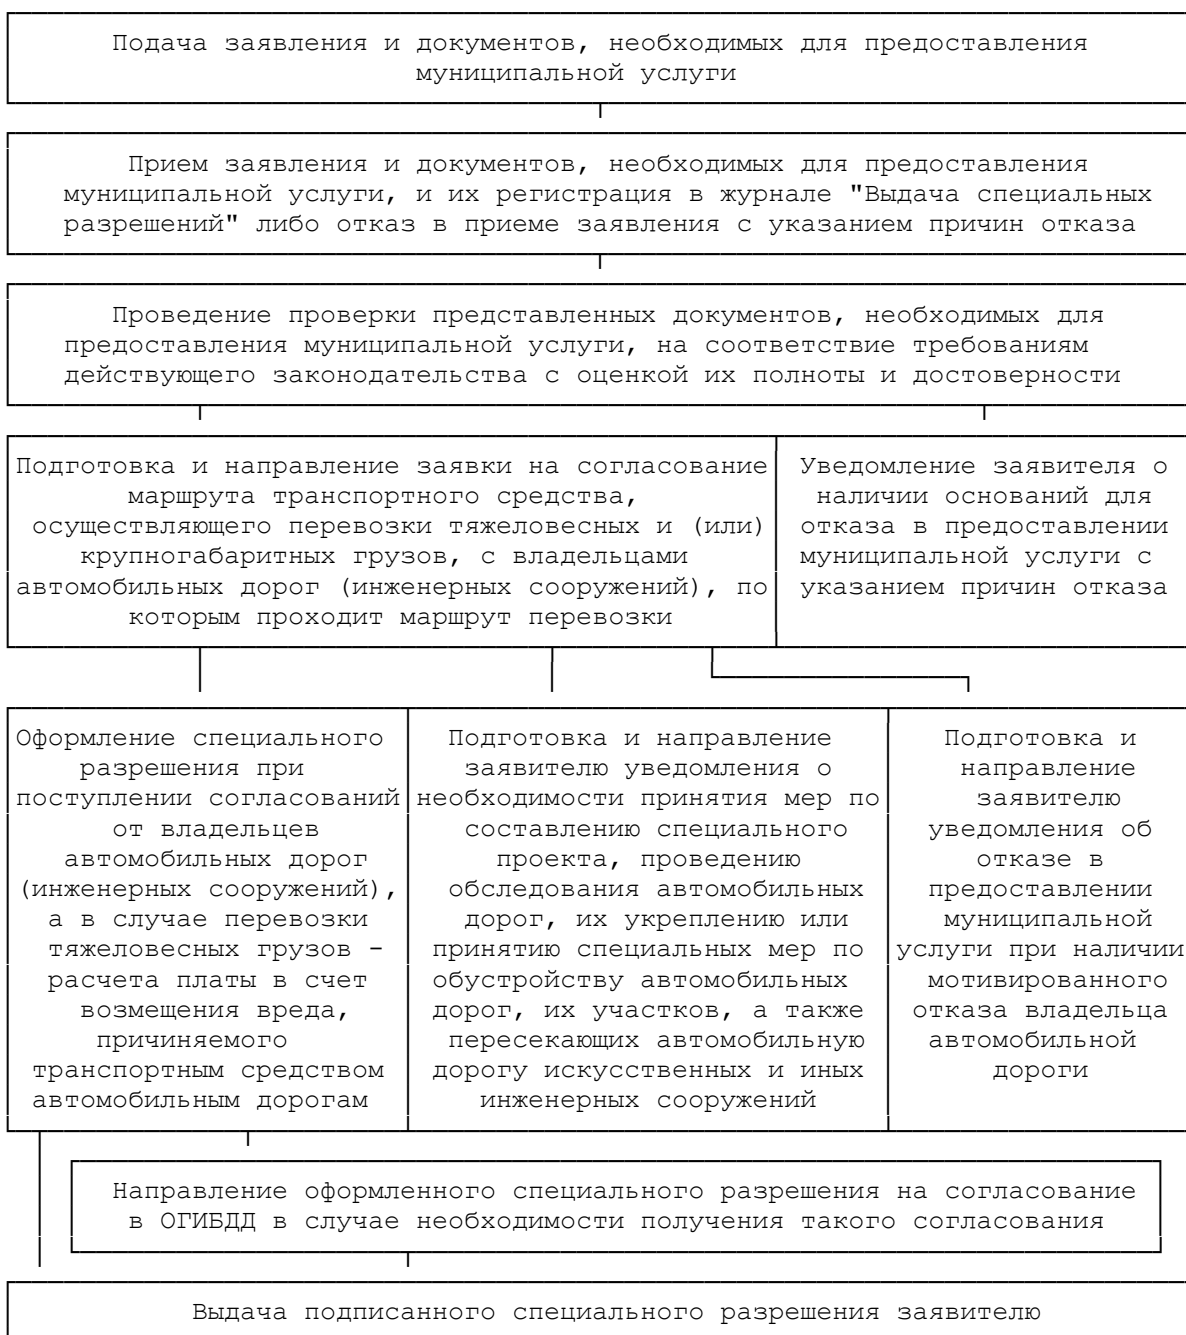 Подача заявления и документов, необходимых для предоставления
муниципальной услуги
Прием заявления и документов, необходимых для предоставления
муниципальной услуги, и их регистрация в журнале "Выдача специальных
разрешений" либо отказ в приеме заявления с указанием причин отказа
Проведение проверки представленных документов, необходимых для
предоставления муниципальной услуги, на соответствие требованиям
действующего законодательства с оценкой их полноты и достоверности
Подготовка и направление заявки на согласование
маршрута транспортного средства,
осуществляющего перевозки тяжеловесных и (или)
крупногабаритных грузов, с владельцами
автомобильных дорог (инженерных сооружений), по
которым проходит маршрут перевозки
Уведомление заявителя о
наличии оснований для
отказа в предоставлении
муниципальной услуги с
указанием причин отказа
Оформление специального
разрешения при
поступлении согласований
от владельцев
автомобильных дорог
(инженерных сооружений),
а в случае перевозки
тяжеловесных грузов -
расчета платы в счет
возмещения вреда,
причиняемого
транспортным средством
автомобильным дорогам
Подготовка и направление
заявителю уведомления о
необходимости принятия мер по
составлению специального
проекта, проведению
обследования автомобильных
дорог, их укреплению или
принятию специальных мер по
обустройству автомобильных
дорог, их участков, а также
пересекающих автомобильную
дорогу искусственных и иных
инженерных сооружений
Подготовка и
направление
заявителю
уведомления об
отказе в
предоставлении
муниципальной
услуги при наличии
мотивированного
отказа владельца
автомобильной
дороги
Направление оформленного специального разрешения на согласование
в ОГИБДД в случае необходимости получения такого согласования
Выдача подписанного специального разрешения заявителю